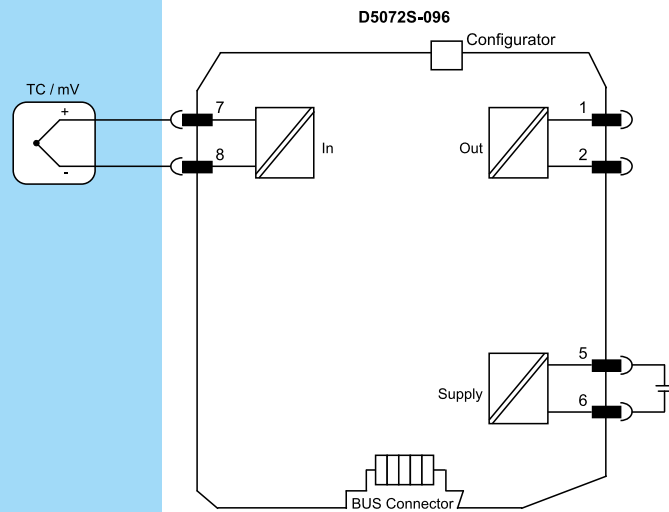 D5072S-096
Configurator
TC / mV
+
-
7
8
In
1
2
Out
5
6
Supply
BUS Connector